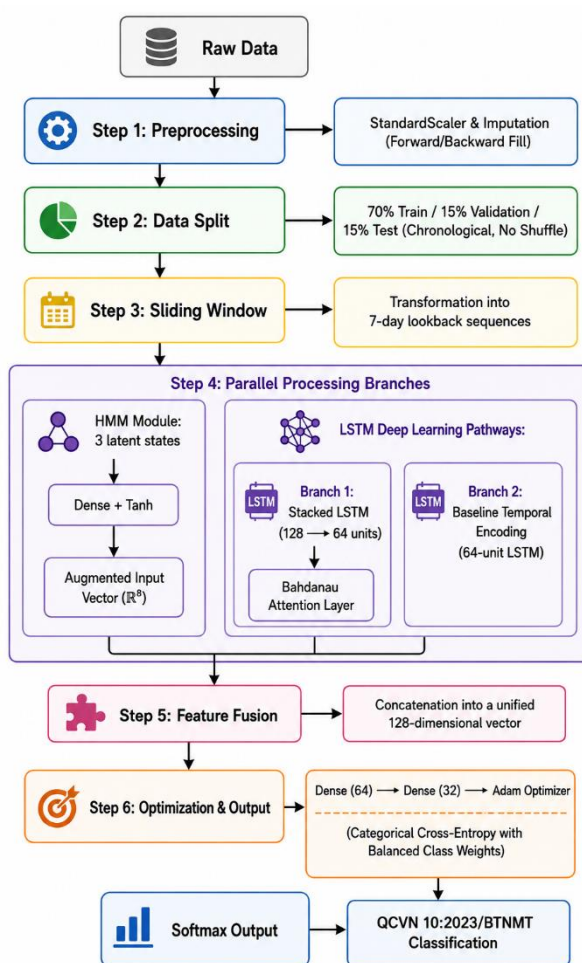 Raw Data
Step 1: Preprocessing
StandardScaler & Imputation
(Forward/Backward Fill)
Step 2: Data Split
70% Train / 15% Validation /
15% Test (Chronological, No Shuffle)
Step 3: Sliding Window
Transformation into
7-day lookback sequences
Step 4: Parallel Processing Branches
HMM Module:
3 latent states
Dense + Tanh
Augmented Input
Vector (ℝ⁸)
LSTM Deep Learning Pathways:
LSTM
Branch 1:
Stacked LSTM
(128 → 64 units)
Bahdanau
Attention Layer
LSTM
Branch 2:
Baseline Temporal
Encoding
(64-unit LSTM)
Step 5: Feature Fusion
Concatenation into a unified
128-dimensional vector
Step 6: Optimization & Output
Dense (64) → Dense (32) → Adam Optimizer
(Categorical Cross-Entropy with
Balanced Class Weights)
Softmax Output
QCVN 10:2023/BTNMT
Classification